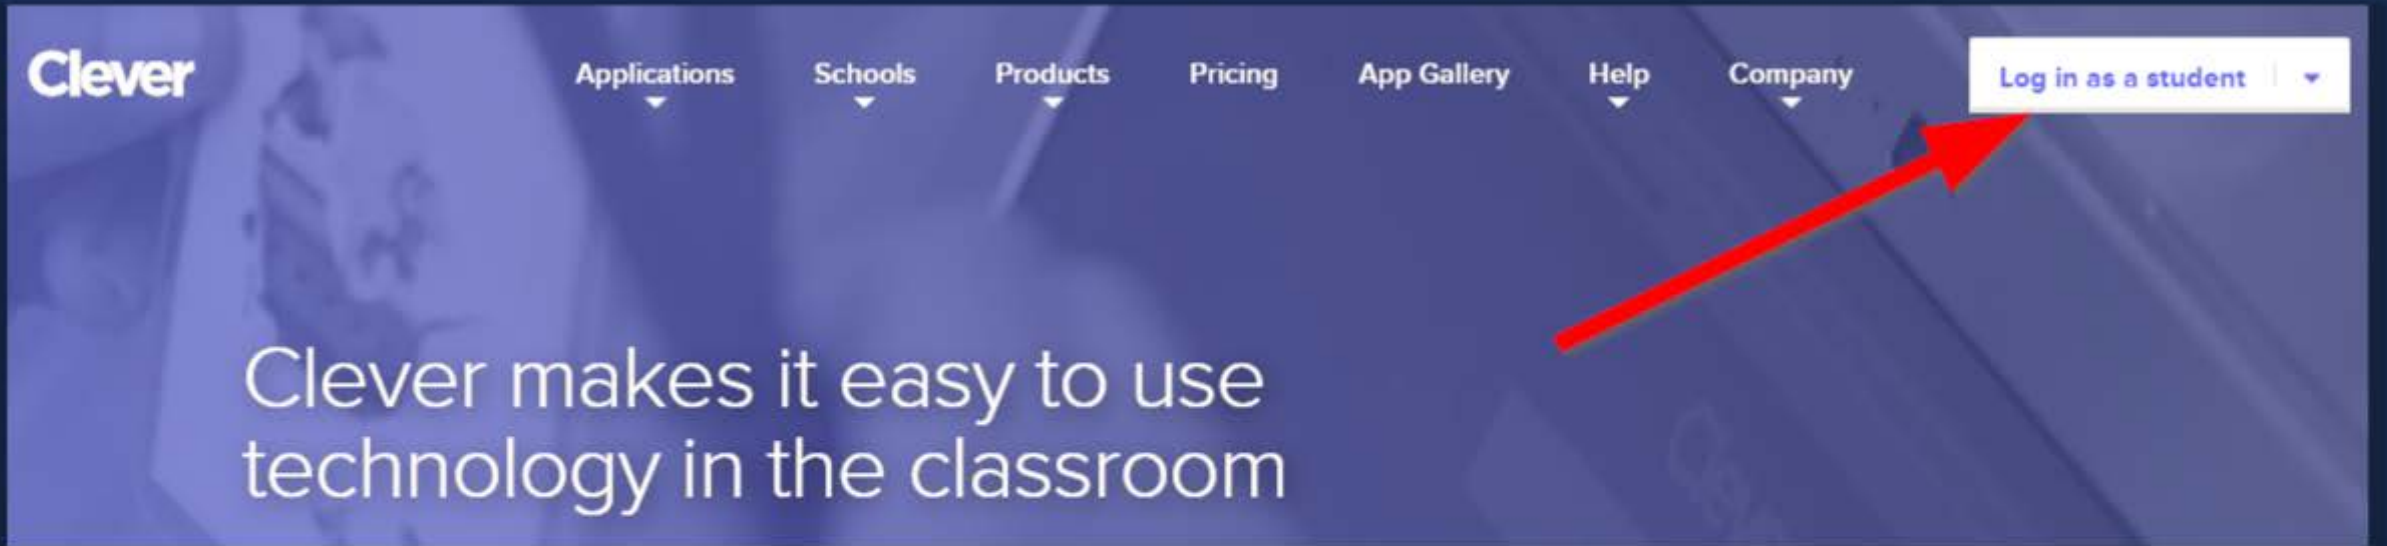 Clever
Applications
Schools
Products
Pricing
App Gallery
Help
Company
Log in as a student
Clever makes it easy to use
technology in the classroom